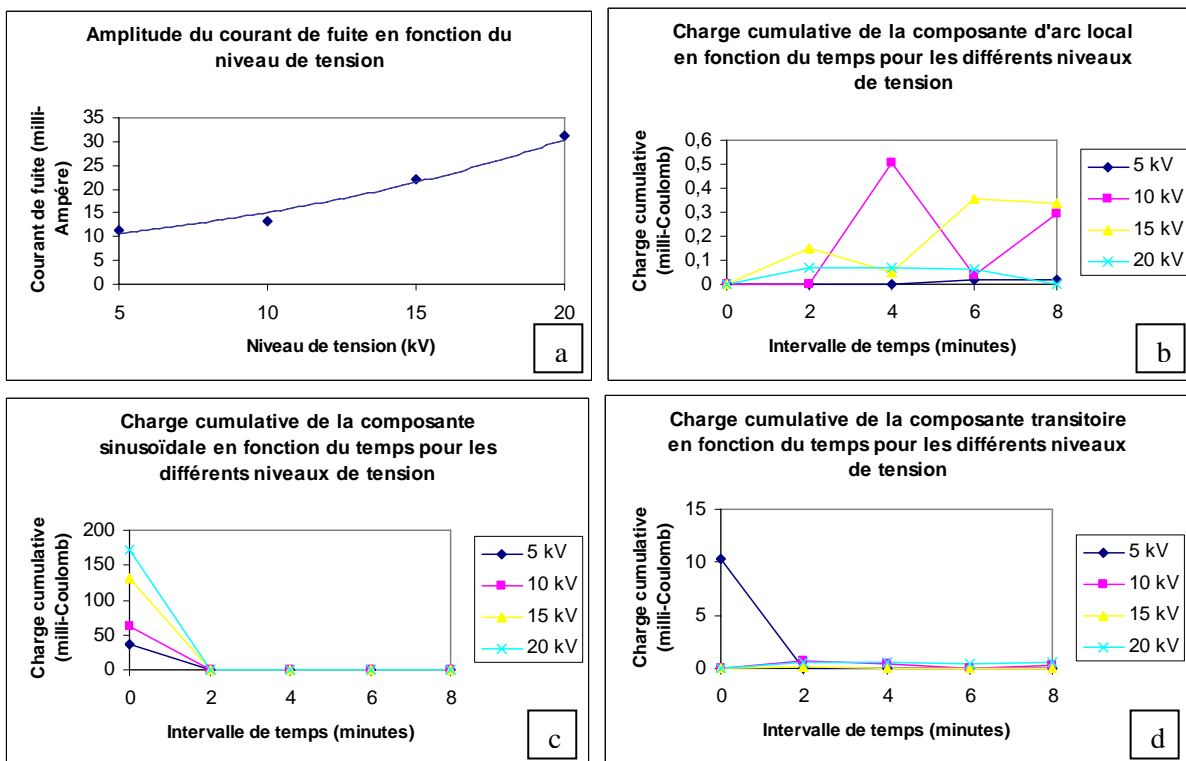 Amplitude du courant de fuite en fonction du
niveau de tension
Courant de fuite (milli-
Ampére)
35
30
25
20
15
10
5
0
5
10
15
20
Niveau de tension (kV)
a
Charge cumulative de la composante d'arc local
en fonction du temps pour les différents niveaux
de tension
Charge cumulative
(milli-Coulomb)
0,6
0,5
0,4
0,3
0,2
0,1
0
0
2
4
6
8
Intervalle de temps (minutes)
5 kV
10 kV
15 kV
20 kV
b
Charge cumulative de la composante
sinusoïdale en fonction du temps pour les
différents niveaux de tension
Charge cumulative
(milli-Coulomb)
200
150
100
50
0
0
2
4
6
8
Intervalle de temps (minutes)
5 kV
10 kV
15 kV
20 kV
c
Charge cumulative de la composante transitoire
en fonction du temps pour les différents niveaux
de tension
Charge cumulative
(milli-Coulomb)
15
10
5
0
0
2
4
6
8
Intervalle de temps (minutes)
5 kV
10 kV
15 kV
20 kV
d